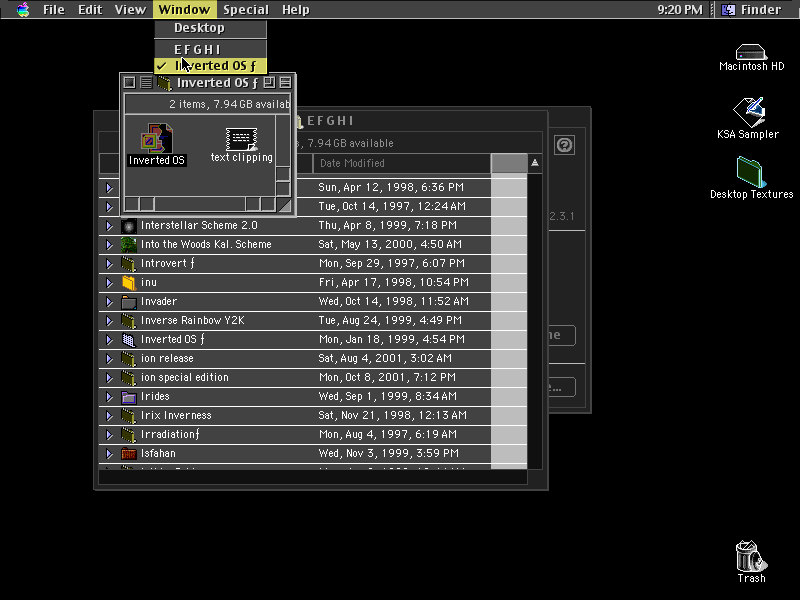 File Edit View Window Special Help 9:20 PM Finder
Desktop
E F G H I
✓ Inverted OS ƒ
Inverted OS ƒ
2 items, 7.94 GB availab
Inverted OS
text clipping
E F G H I
s, 7.94 GB available
Date Modified
Sun, Apr 12, 1998, 6:36 PM
Tue, Oct 14, 1997, 12:24 AM
Interstellar Scheme 2.0 Thu, Apr 8, 1999, 7:18 PM
Into the Woods Kal. Scheme Sat, May 13, 2000, 4:50 AM
Introvert ƒ Mon, Sep 29, 1997, 6:07 PM
inu Fri, Apr 17, 1998, 10:54 PM
Invader Wed, Oct 14, 1998, 11:52 AM
Inverse Rainbow Y2K Tue, Aug 24, 1999, 4:49 PM
Inverted OS ƒ Mon, Jan 18, 1999, 4:54 PM
ion release Sat, Aug 4, 2001, 3:02 AM
ion special edition Mon, Oct 8, 2001, 7:12 PM
Irides Wed, Sep 1, 1999, 8:34 AM
Irix Inverness Sat, Nov 21, 1998, 12:13 AM
Irradiationƒ Mon, Aug 4, 1997, 6:19 AM
Isfahan Wed, Nov 3, 1999, 3:59 PM
2.3.1
ne
e...
Macintosh HD
KSA Sampler
Desktop Textures
Trash